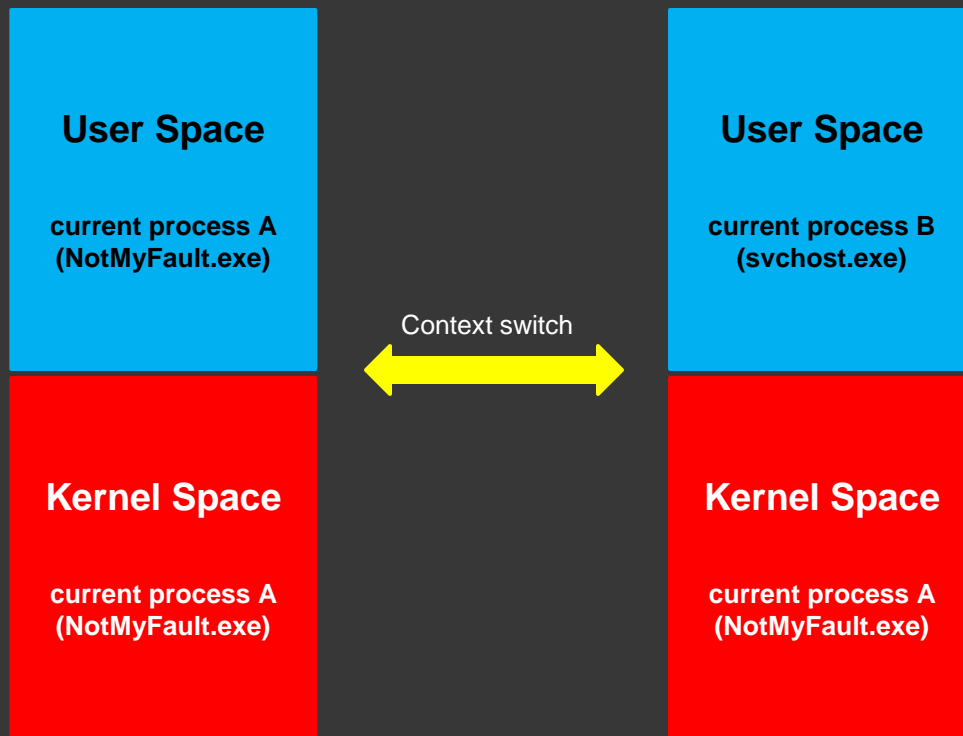 User Space
current process A
(NotMyFault.exe)
User Space
current process B
(svchost.exe)
Context switch
Kernel Space
current process A
(NotMyFault.exe)
Kernel Space
current process A
(NotMyFault.exe)